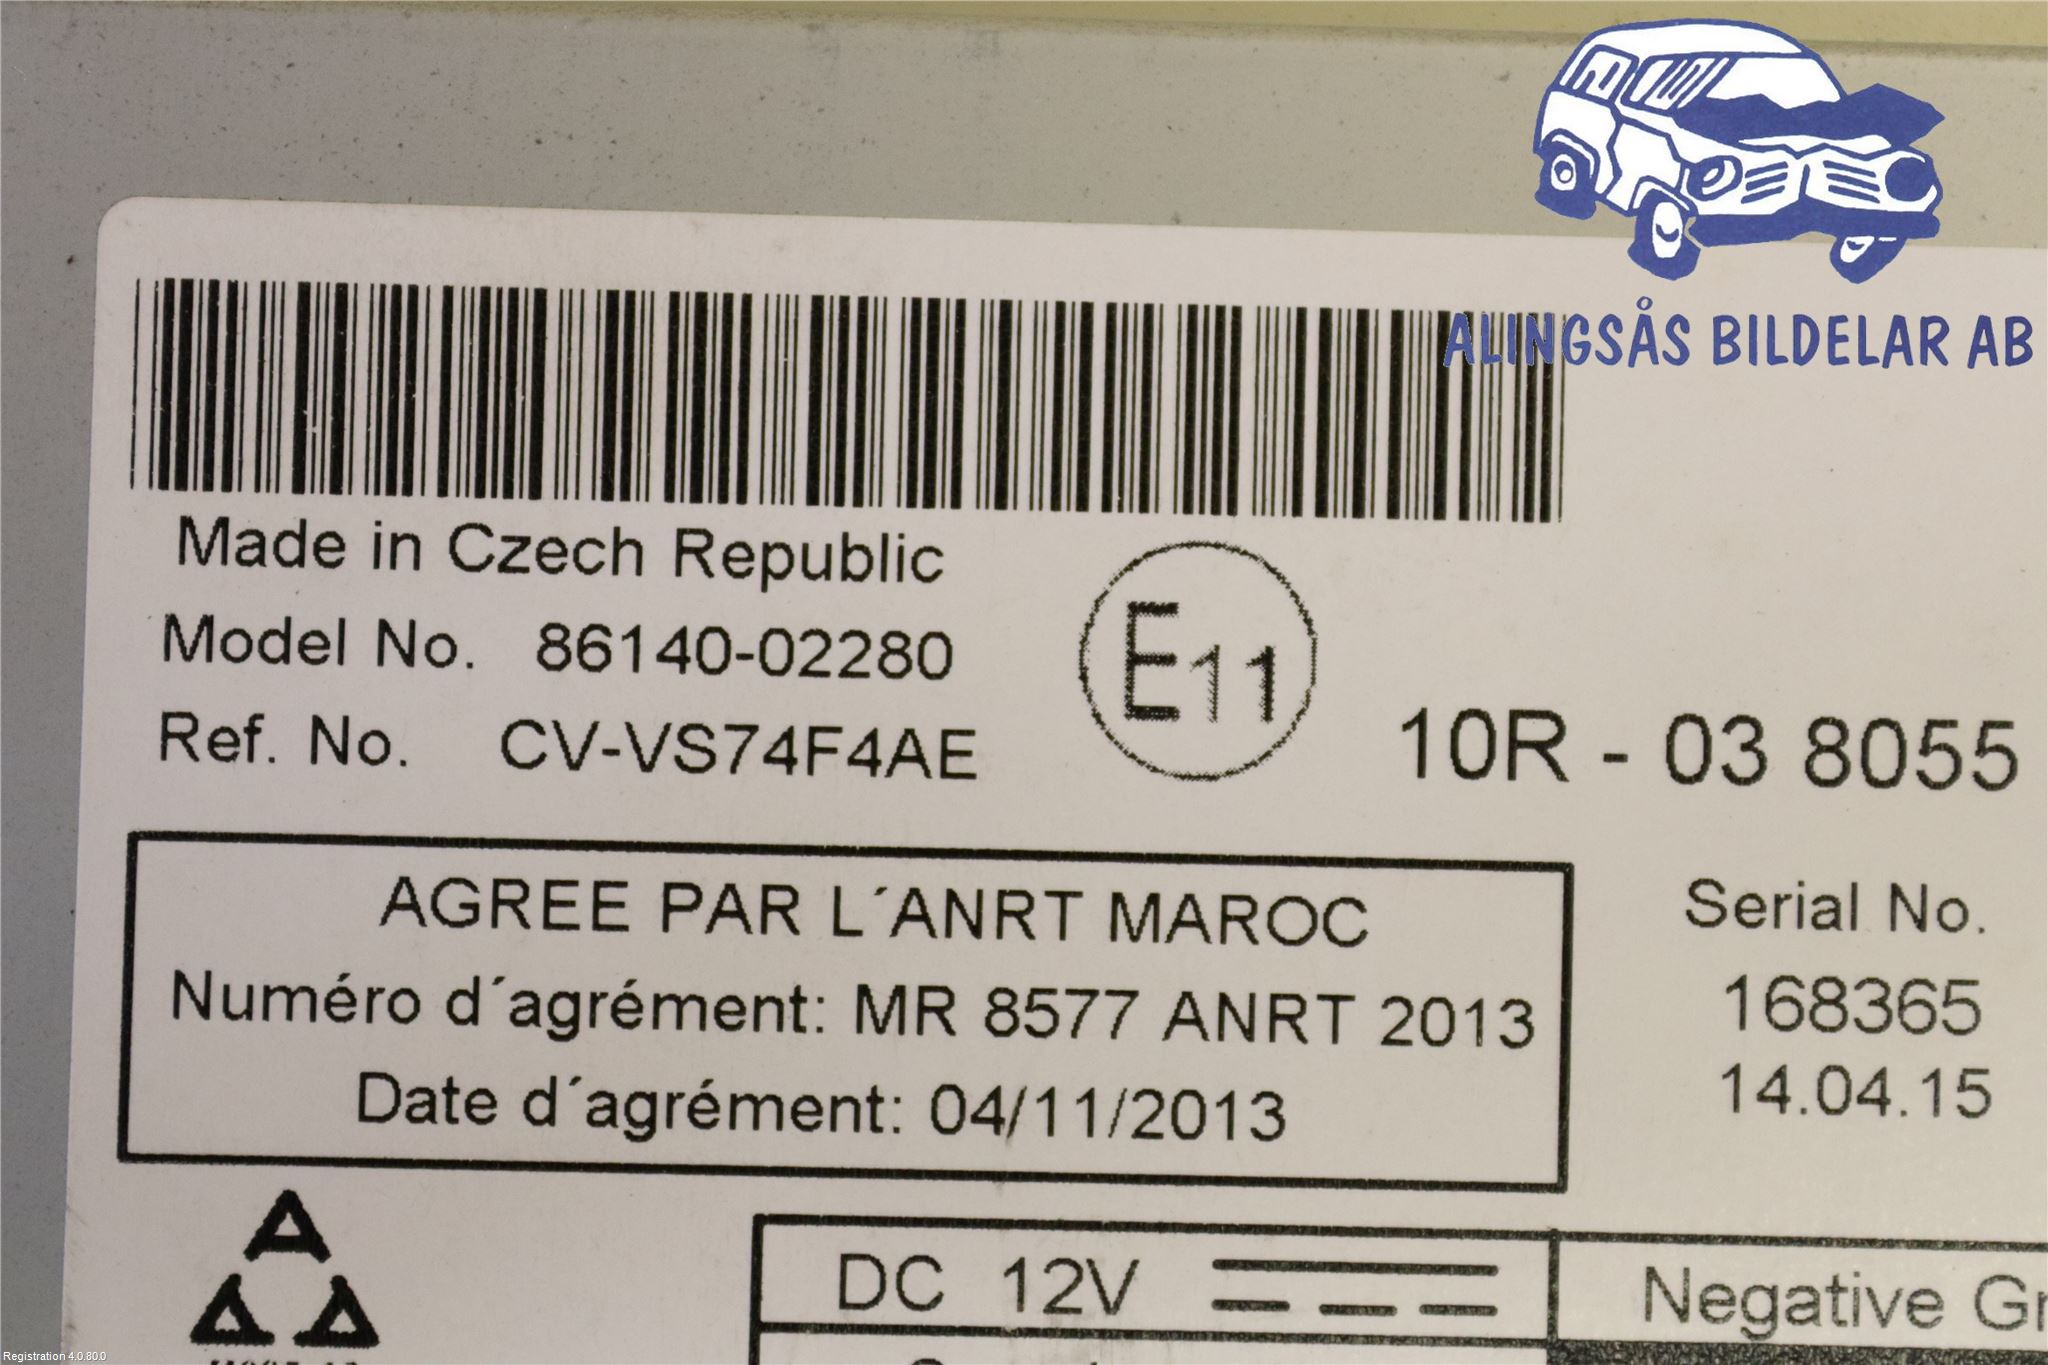 ALINGSÅS BILDELAR AB
Made in Czech Republic
Model No. 86140-02280
Ref. No. CV-VS74F4AE
E11
10R - 03 8055
AGREE PAR L´ANRT MAROC
Numéro d´agrément: MR 8577 ANRT 2013
Date d´agrément: 04/11/2013
Serial No.
168365
14.04.15
DC 12V
Negative Gr
Registration 4.0.80.0